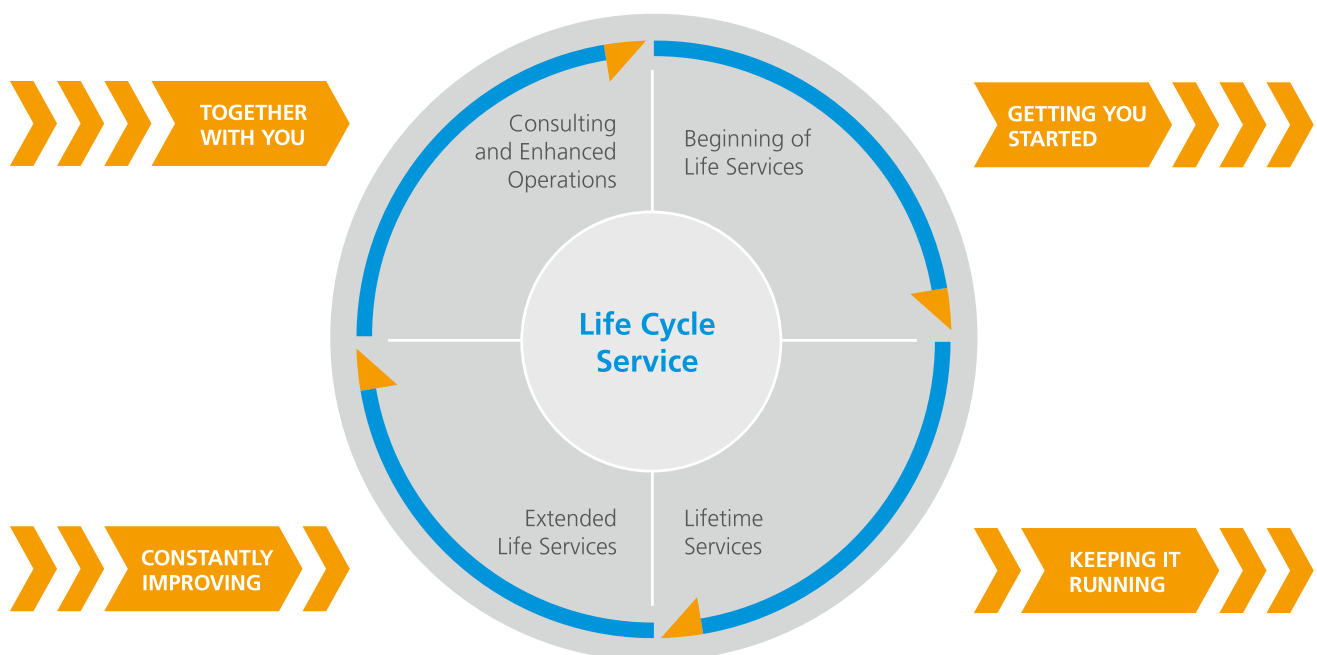 TOGETHER
WITH YOU
Consulting
and Enhanced
Operations
Beginning of
Life Services
GETTING YOU
STARTED
Life Cycle
Service
CONSTANTLY
IMPROVING
Extended
Life Services
Lifetime
Services
KEEPING IT
RUNNING